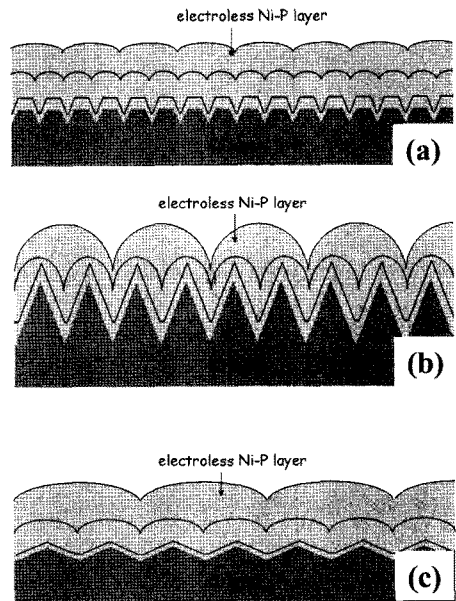 electroless Ni-P layer
(a)
electroless Ni-P layer
(b)
electroless Ni-P layer
(c)